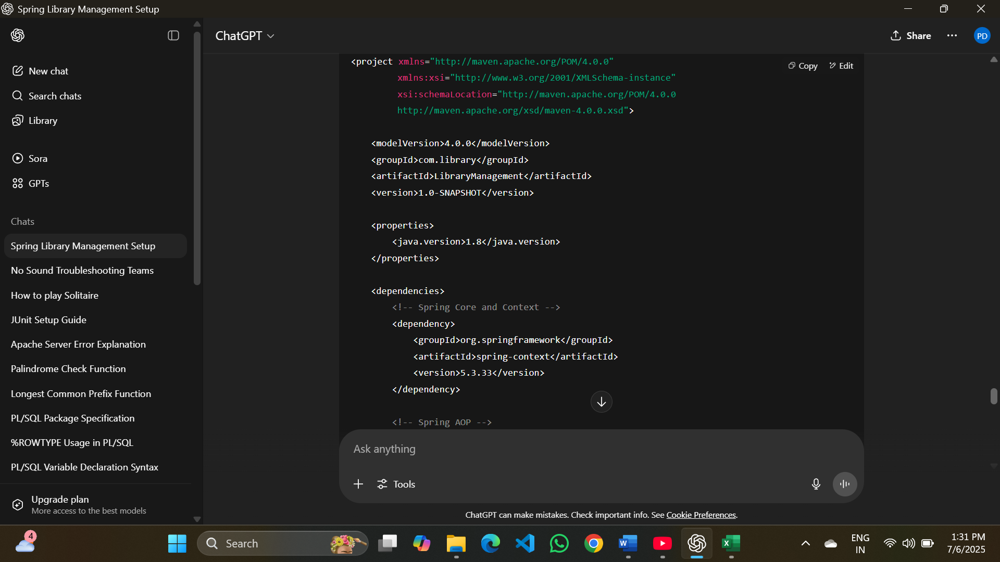 Spring Library Management Setup
New chat
Search chats
Library
Sora
GPTs
Chats
Spring Library Management Setup
No Sound Troubleshooting Teams
How to play Solitaire
JUnit Setup Guide
Apache Server Error Explanation
Palindrome Check Function
Longest Common Prefix Function
PL/SQL Package Specification
%ROWTYPE Usage in PL/SQL
PL/SQL Variable Declaration Syntax
Upgrade plan
More access to the best models
ChatGPT
Share
PD
Copy Edit
<project xmlns="http://maven.apache.org/POM/4.0.0"
xmlns:xsi="http://www.w3.org/2001/XMLSchema-instance"
xsi:schemaLocation="http://maven.apache.org/POM/4.0.0
http://maven.apache.org/xsd/maven-4.0.0.xsd">
<modelVersion>4.0.0</modelVersion>
<groupId>com.library</groupId>
<artifactId>LibraryManagement</artifactId>
<version>1.0-SNAPSHOT</version>
<properties>
<java.version>1.8</java.version>
</properties>
<dependencies>
<!-- Spring Core and Context -->
<dependency>
<groupId>org.springframework</groupId>
<artifactId>spring-context</artifactId>
<version>5.3.33</version>
</dependency>
<!-- Spring AOP -->
Ask anything
Tools
ChatGPT can make mistakes. Check important info. See Cookie Preferences.
4
Search
ENG
IN
1:31 PM
7/6/2025